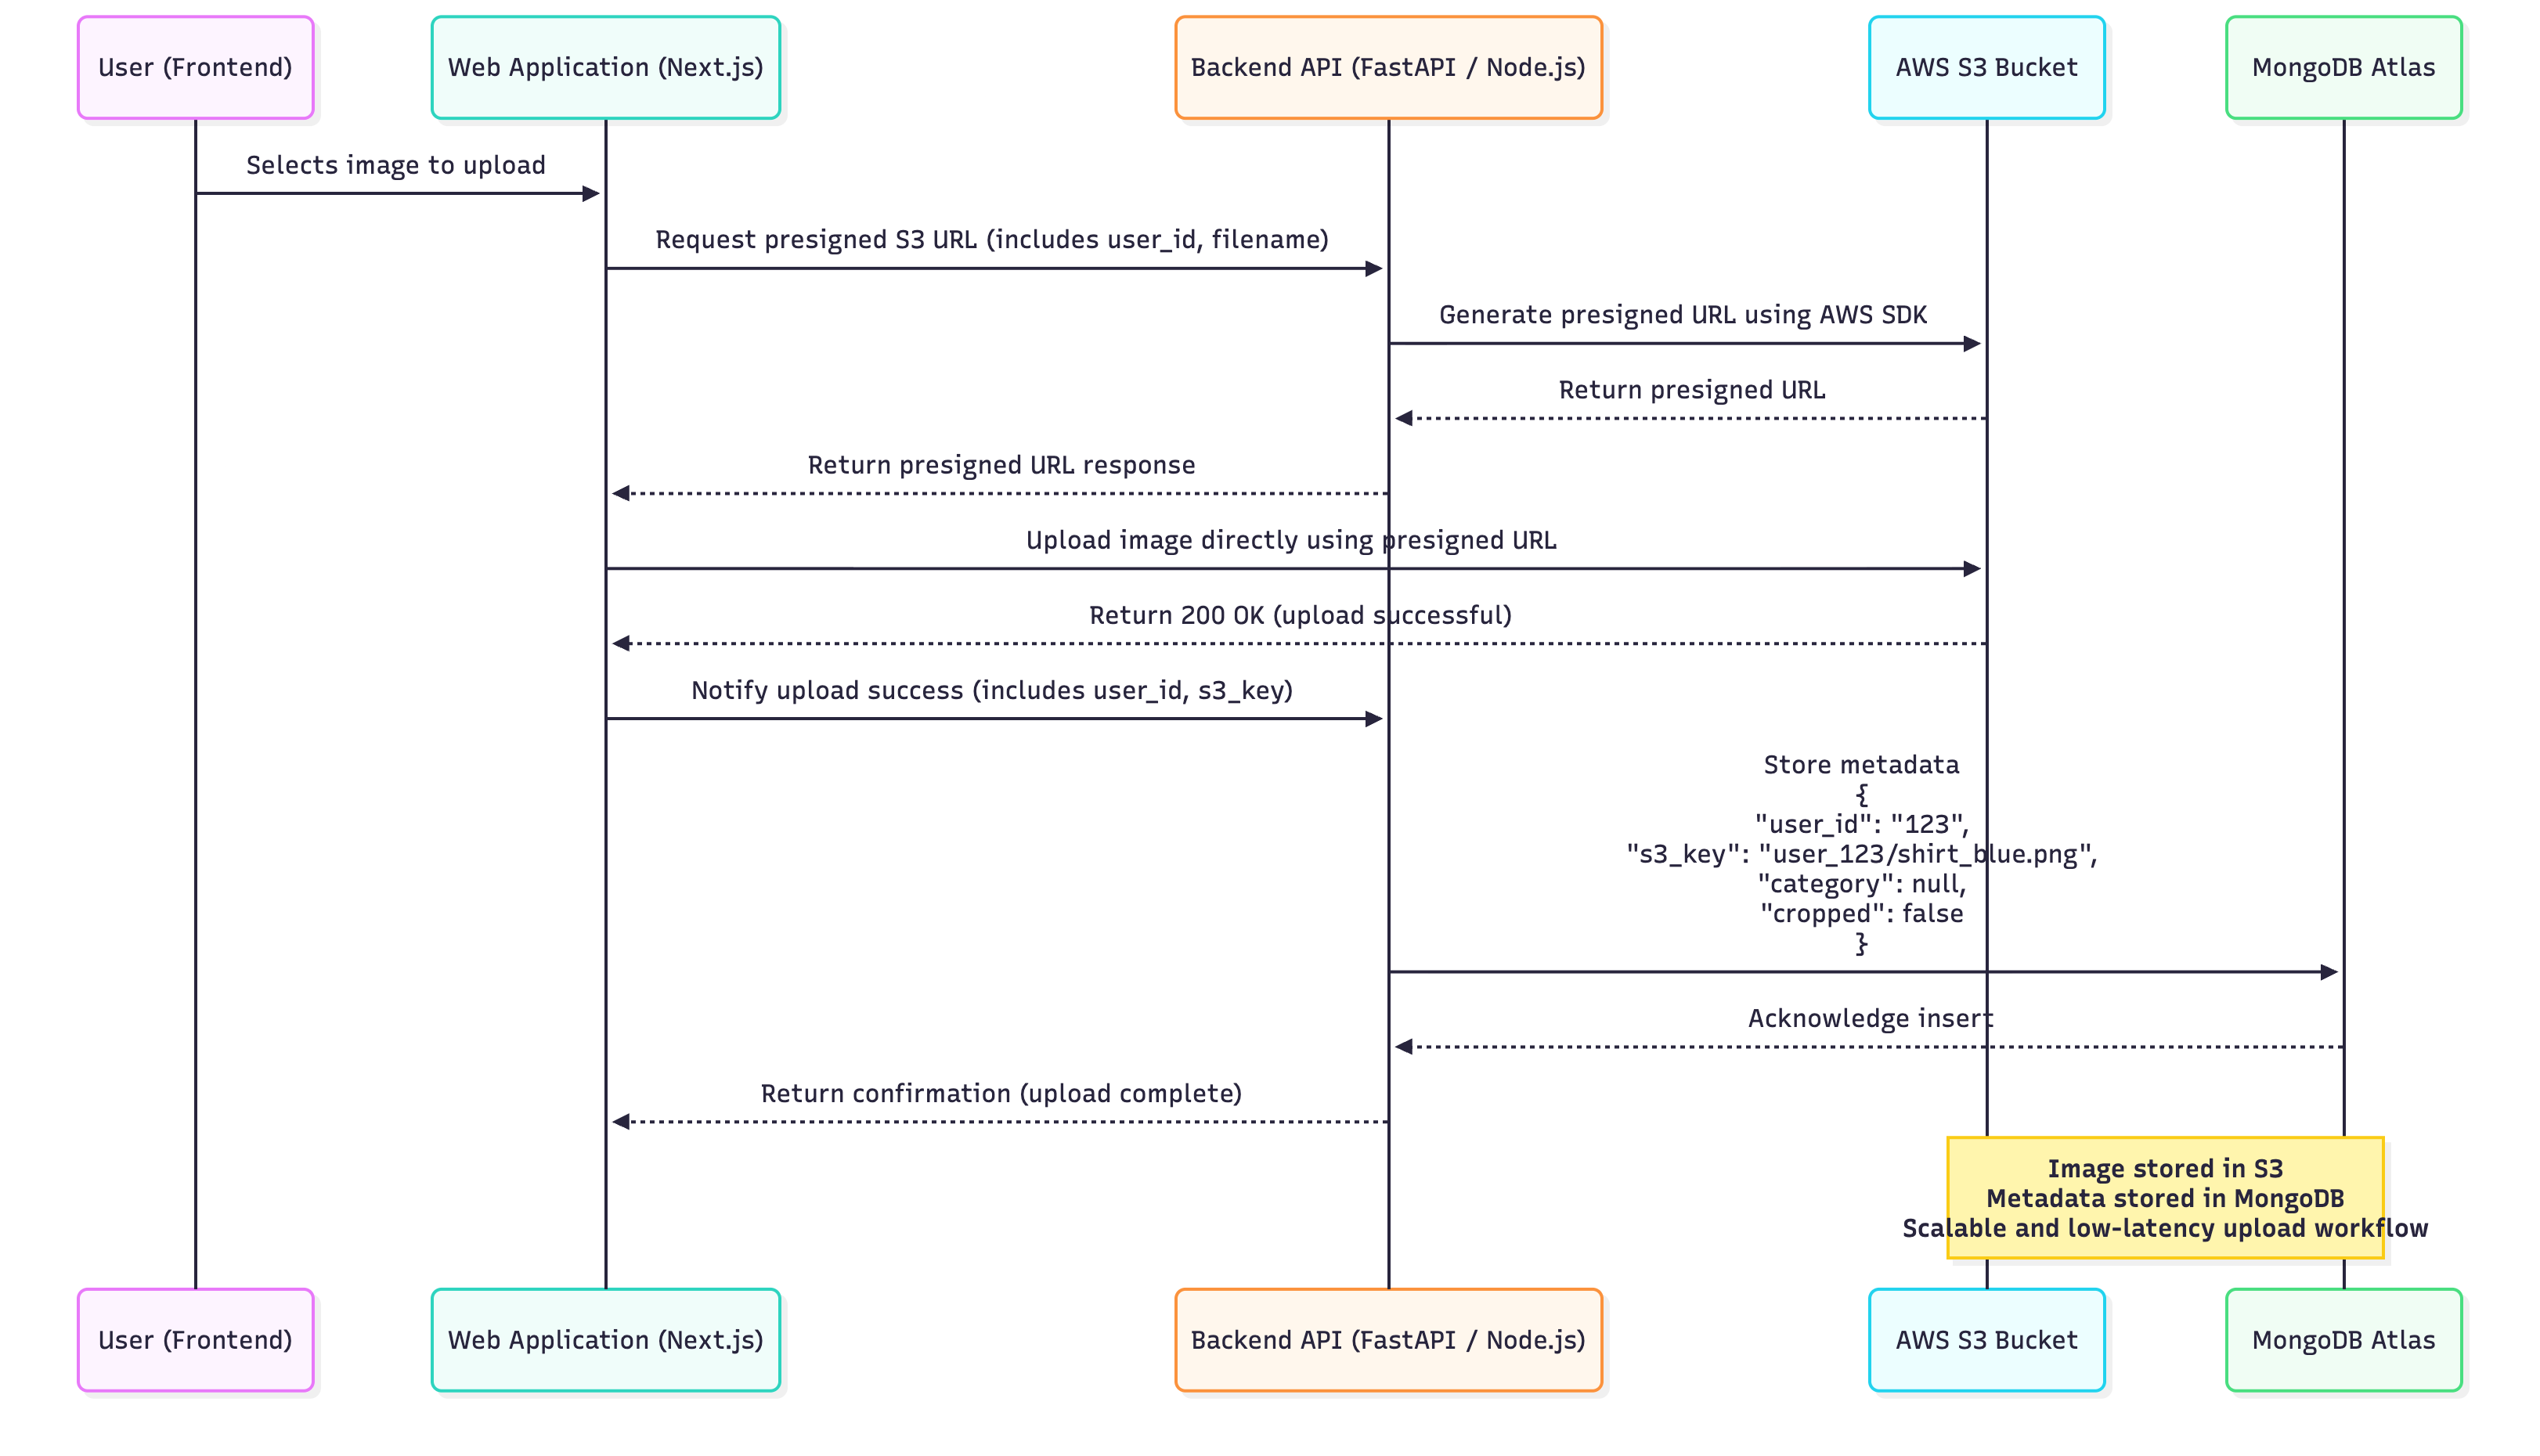 User (Frontend)
Web Application (Next.js)
Backend API (FastAPI / Node.js)
AWS S3 Bucket
MongoDB Atlas
Selects image to upload
Request presigned S3 URL (includes user_id, filename)
Generate presigned URL using AWS SDK
Return presigned URL
Return presigned URL response
Upload image directly using presigned URL
Return 200 OK (upload successful)
Notify upload success (includes user_id, s3_key)
Store metadata
{
"user_id": "123",
"s3_key": "user_123/shirt_blue.png",
"category": null,
"cropped": false
}
Acknowledge insert
Return confirmation (upload complete)
Image stored in S3
Metadata stored in MongoDB
Scalable and low-latency upload workflow
User (Frontend)
Web Application (Next.js)
Backend API (FastAPI / Node.js)
AWS S3 Bucket
MongoDB Atlas